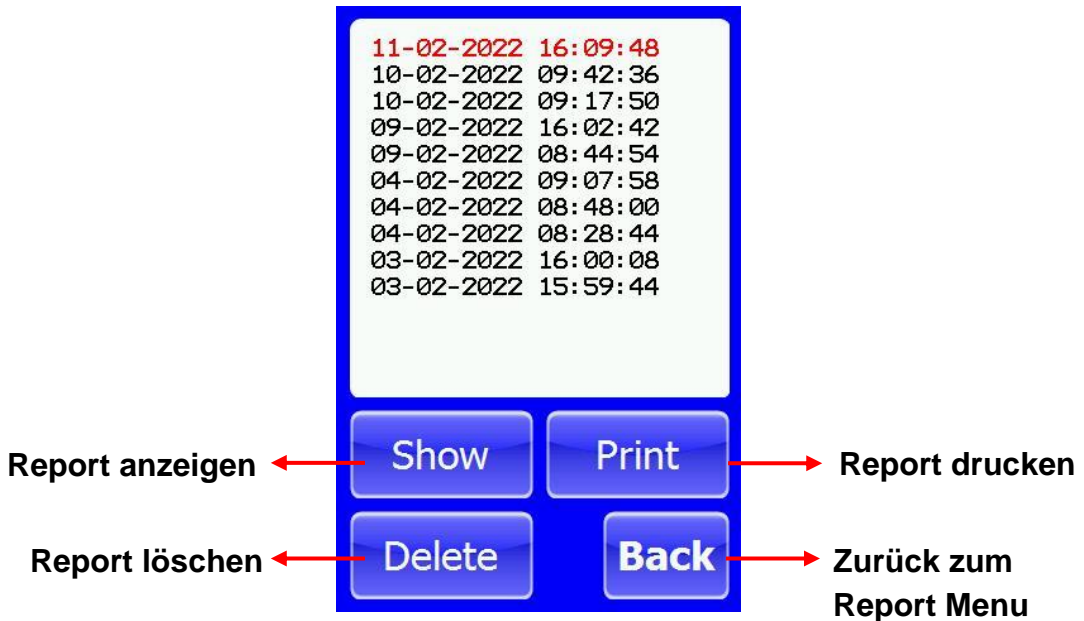 11-02-2022 16:09:48
10-02-2022 09:42:36
10-02-2022 09:17:50
09-02-2022 16:02:42
09-02-2022 08:44:54
04-02-2022 09:07:58
04-02-2022 08:48:00
04-02-2022 08:28:44
03-02-2022 16:00:08
03-02-2022 15:59:44
Report anzeigen
Show
Print
Report drucken
Report löschen
Delete
Back
Zurück zum
Report Menu